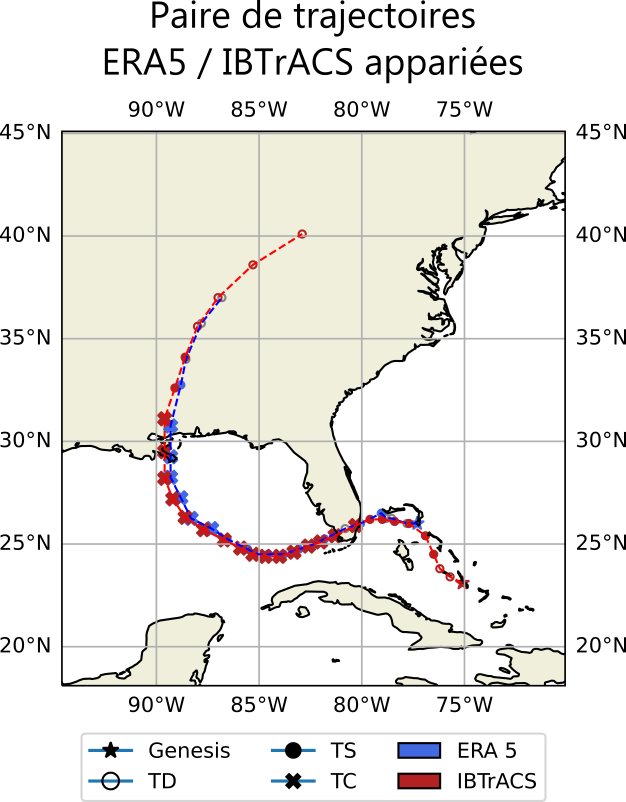 Paire de trajectoires
ERA5 / IBTrACS appariées
90°W 85°W 80°W 75°W
45°N 45°N
40°N 40°N
35°N 35°N
30°N 30°N
25°N 25°N
20°N 20°N
90°W 85°W 80°W 75°W
Genesis TS ERA 5
TD TC IBTrACS